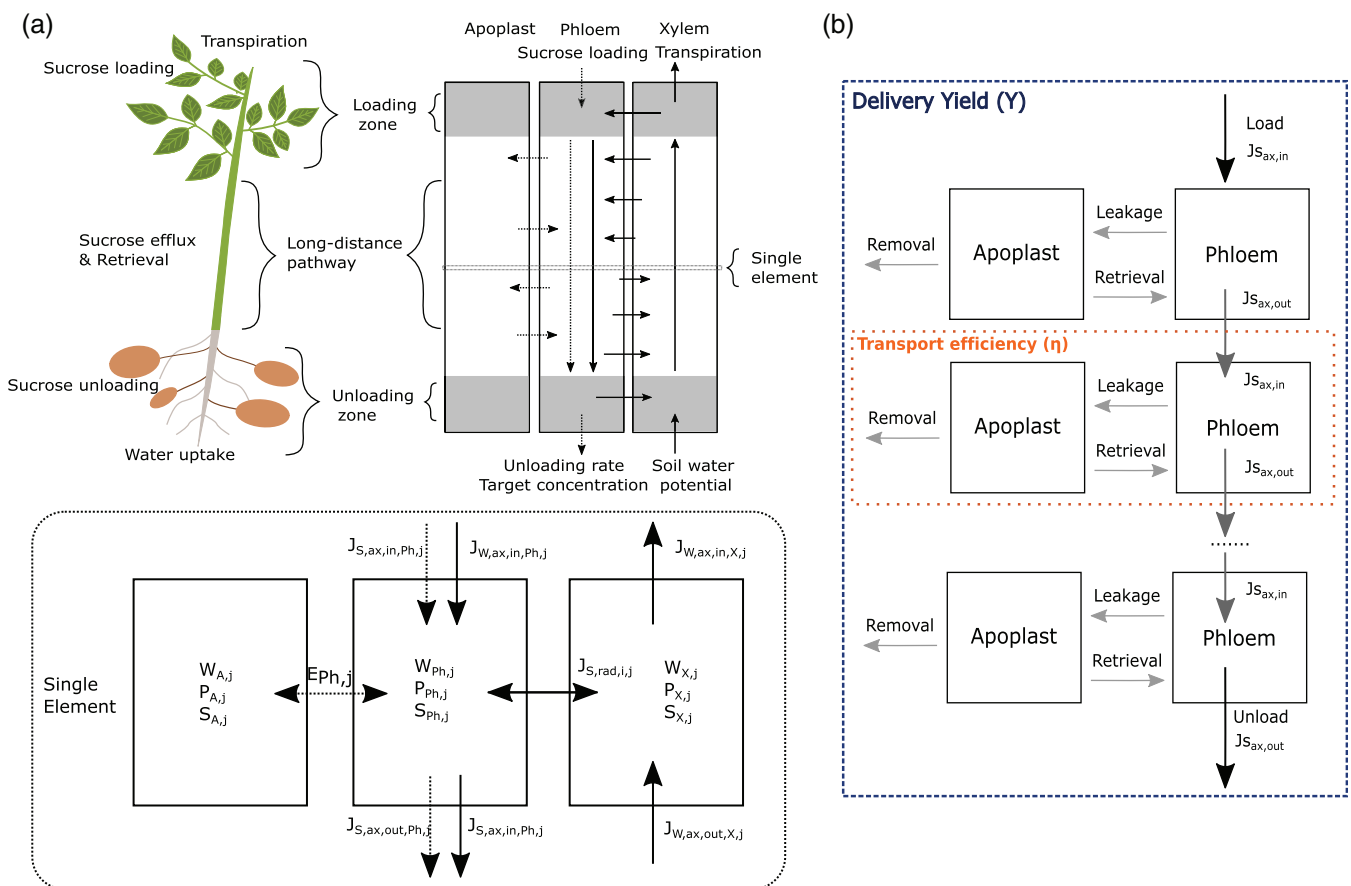 (a)
Transpiration
Sucrose loading
Loading
zone
Sucrose efflux
& Retrieval
Long-distance
pathway
Sucrose unloading
Unloading
zone
Water uptake
Apoplast
Phloem
Xylem
Sucrose loading
Transpiration
Single
element
Unloading rate
Target concentration
Soil water
potential
Single
Element
J_S,ax,in,Ph,j
J_W,ax,in,Ph,j
J_W,ax,in,X,j
W_A,j
P_A,j
S_A,j
E_Ph,j
W_Ph,j
P_Ph,j
S_Ph,j
J_S,rad,i,j
W_X,j
P_X,j
S_X,j
J_S,ax,out,Ph,j
J_S,ax,in,Ph,j
J_W,ax,out,X,j
(b)
Delivery Yield (Y)
Load
Js_ax,in
Removal
Apoplast
Leakage
Retrieval
Phloem
Js_ax,out
Transport efficiency (η)
Removal
Apoplast
Leakage
Retrieval
Js_ax,in
Phloem
Js_ax,out
.......
Removal
Apoplast
Leakage
Retrieval
Js_ax,in
Phloem
Unload
Js_ax,out